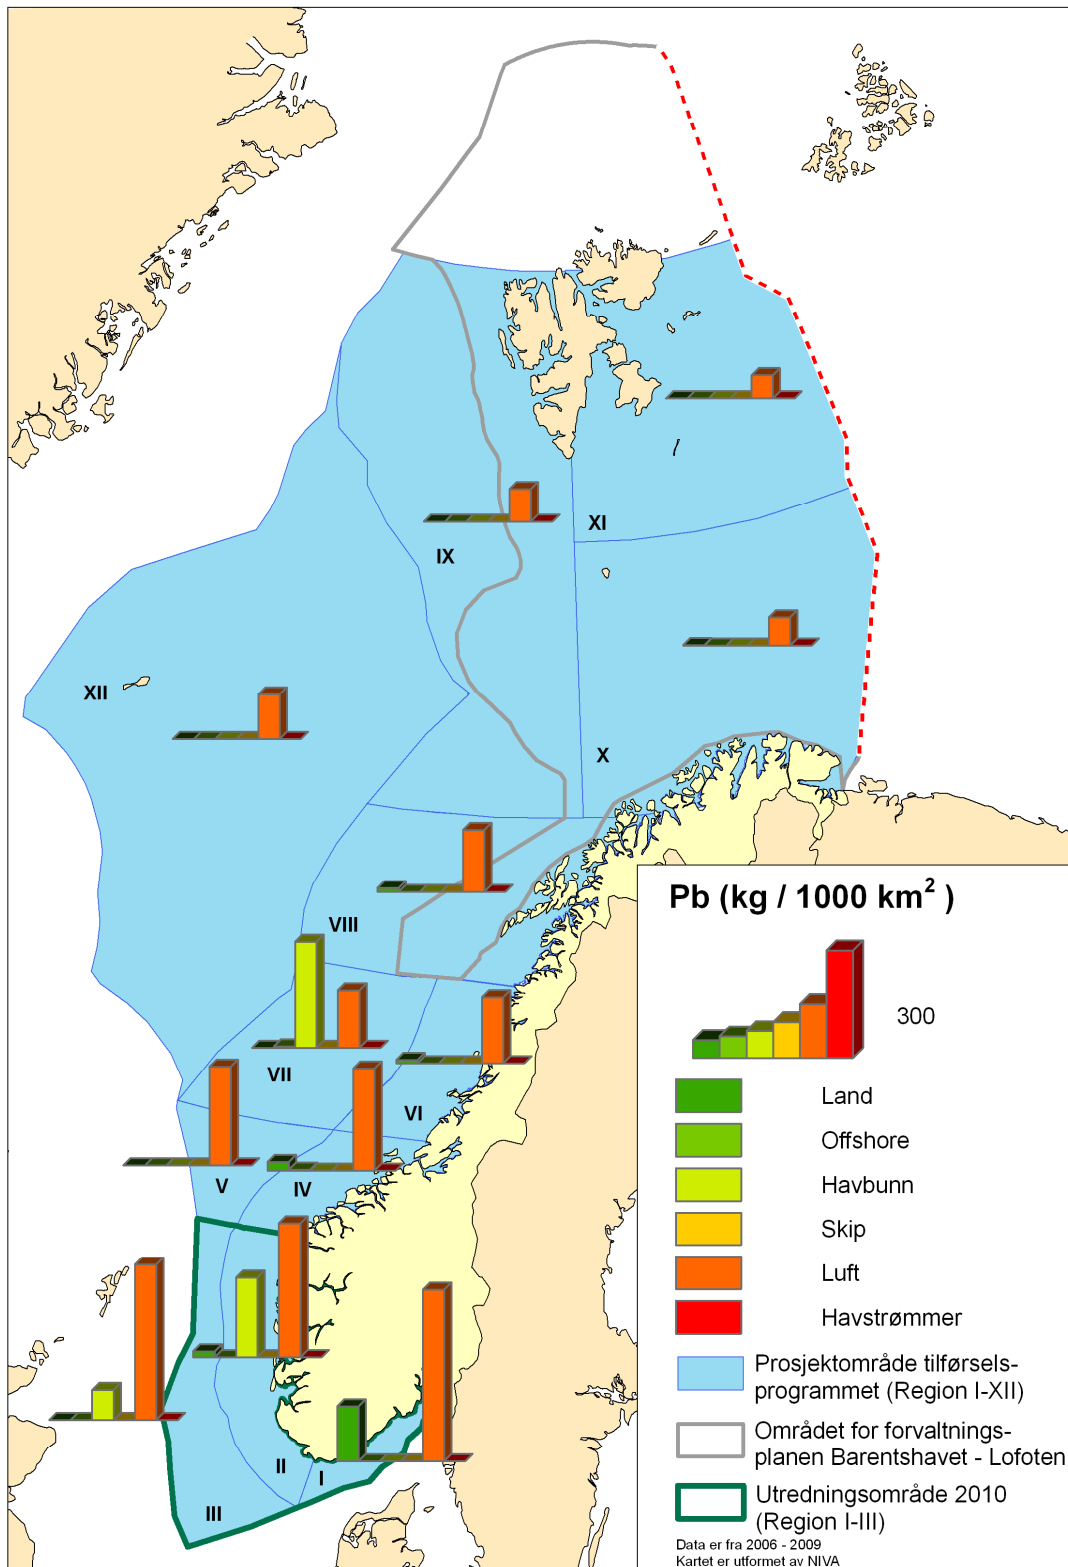 XI
IX
XII
X
VIII
VII
VI
V
IV
II
I
III
Pb (kg / 1000 km² )
300
Land
Offshore
Havbunn
Skip
Luft
Havstrømmer
Prosjektområde tilførsels-
programmet (Region I-XII)
Området for forvaltnings-
planen Barentshavet - Lofoten
Utredningsområde 2010
(Region I-III)
Data er fra 2006 - 2009
Kartet er utformet av NIVA